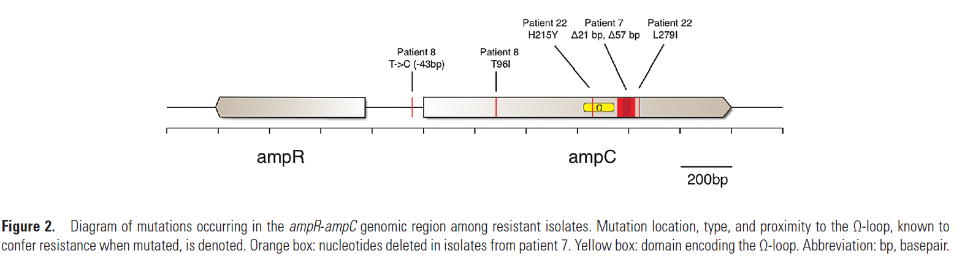 Patient 22
H215Y
Patient 7
Δ21 bp, Δ57 bp
Patient 22
L279I
Patient 8
T->C (-43bp)
Patient 8
T96I
Ω
ampR
ampC
200bp
Figure 2. Diagram of mutations occurring in the ampR-ampC genomic region among resistant isolates. Mutation location, type, and proximity to the Ω-loop, known to
confer resistance when mutated, is denoted. Orange box: nucleotides deleted in isolates from patient 7. Yellow box: domain encoding the Ω-loop. Abbreviation: bp, basepair.